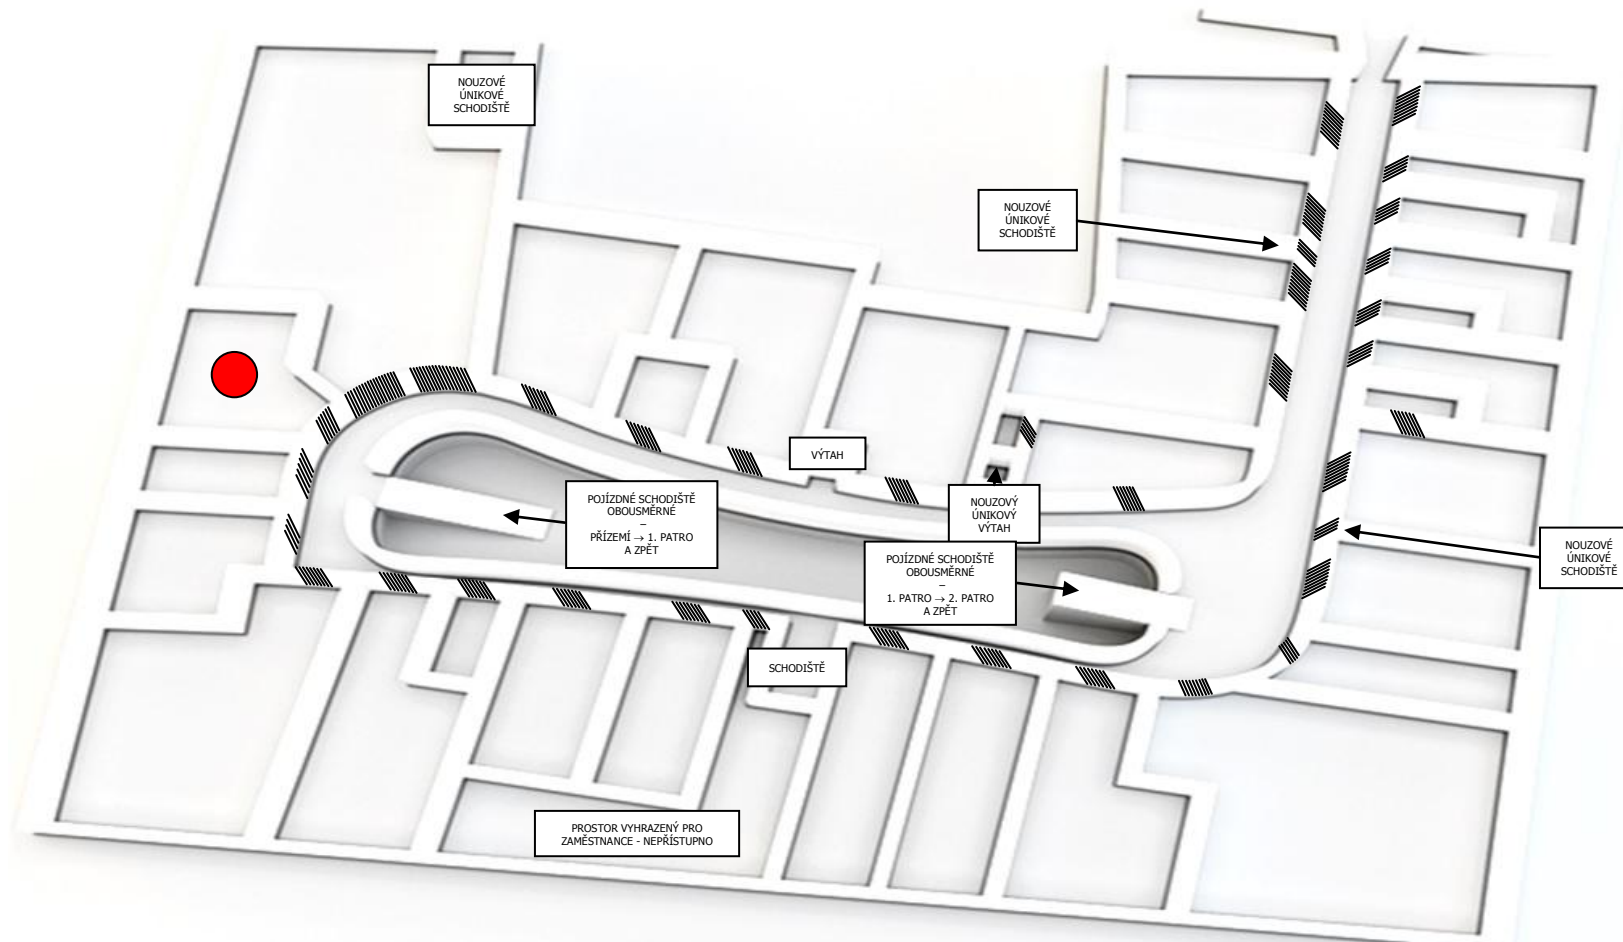 NOUZOVÉ
ÚNIKOVÉ
SCHODIŠTĚ
NOUZOVÉ
ÚNIKOVÉ
SCHODIŠTĚ
VÝTAH
POJÍZDNÉ SCHODIŠTĚ
OBOUSMĚRNÉ
–
PŘÍZEMÍ → 1. PATRO
A ZPĚT
NOUZOVÝ
ÚNIKOVÝ
VÝTAH
POJÍZDNÉ SCHODIŠTĚ
OBOUSMĚRNÉ
–
1. PATRO → 2. PATRO
A ZPĚT
NOUZOVÉ
ÚNIKOVÉ
SCHODIŠTĚ
SCHODIŠTĚ
PROSTOR VYHRAZENÝ PRO
ZAMĚSTNANCE - NEPŘÍSTUPNO